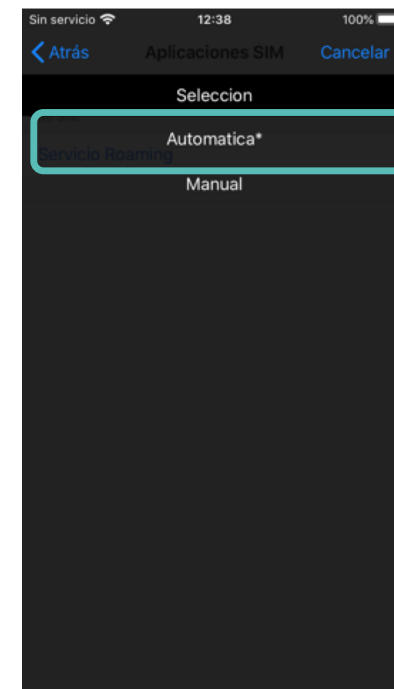 Sin servicio 12:38 100%
Atrás Aplicaciones SIM Cancelar
Seleccion
Automatica*
Servicio Roaming
Manual